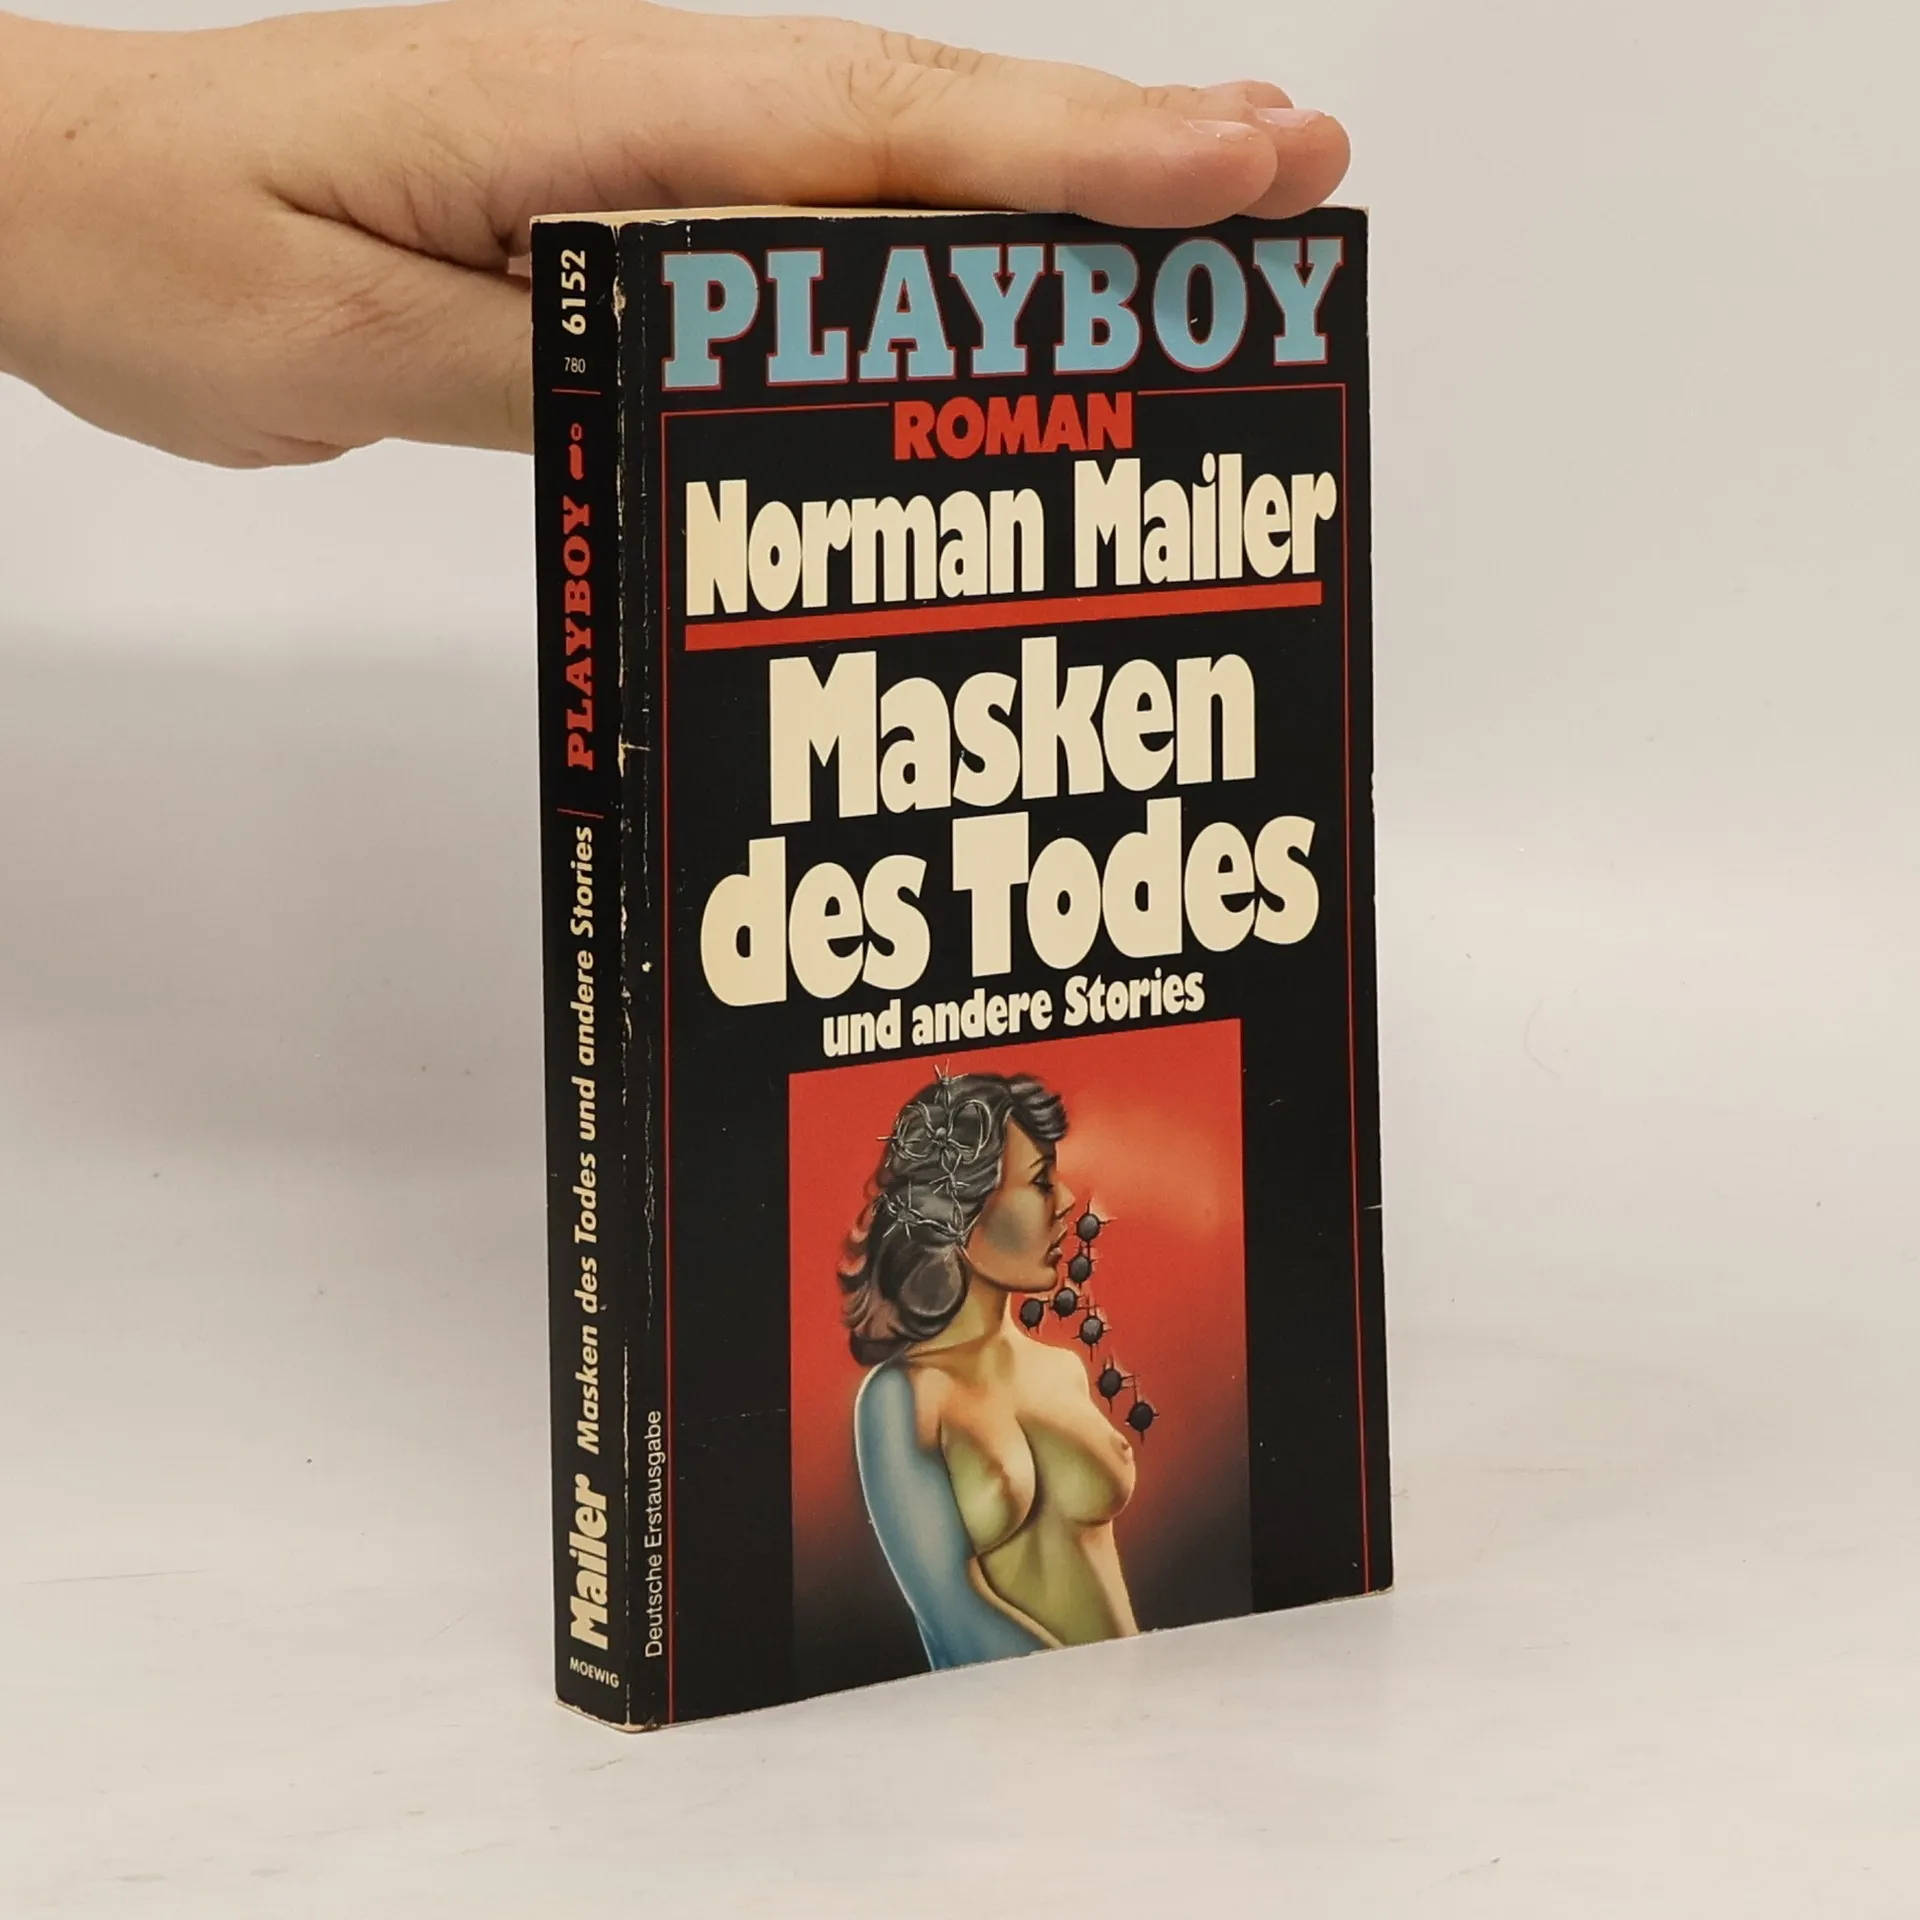 PLAYBOY
ROMAN
Norman Mailer
Masken
des Todes
und andere Stories
Deutsche Erstausgabe
6152
780
PLAYBOY
Masken des Todes und andere Stories
Mailer
MOEWIG